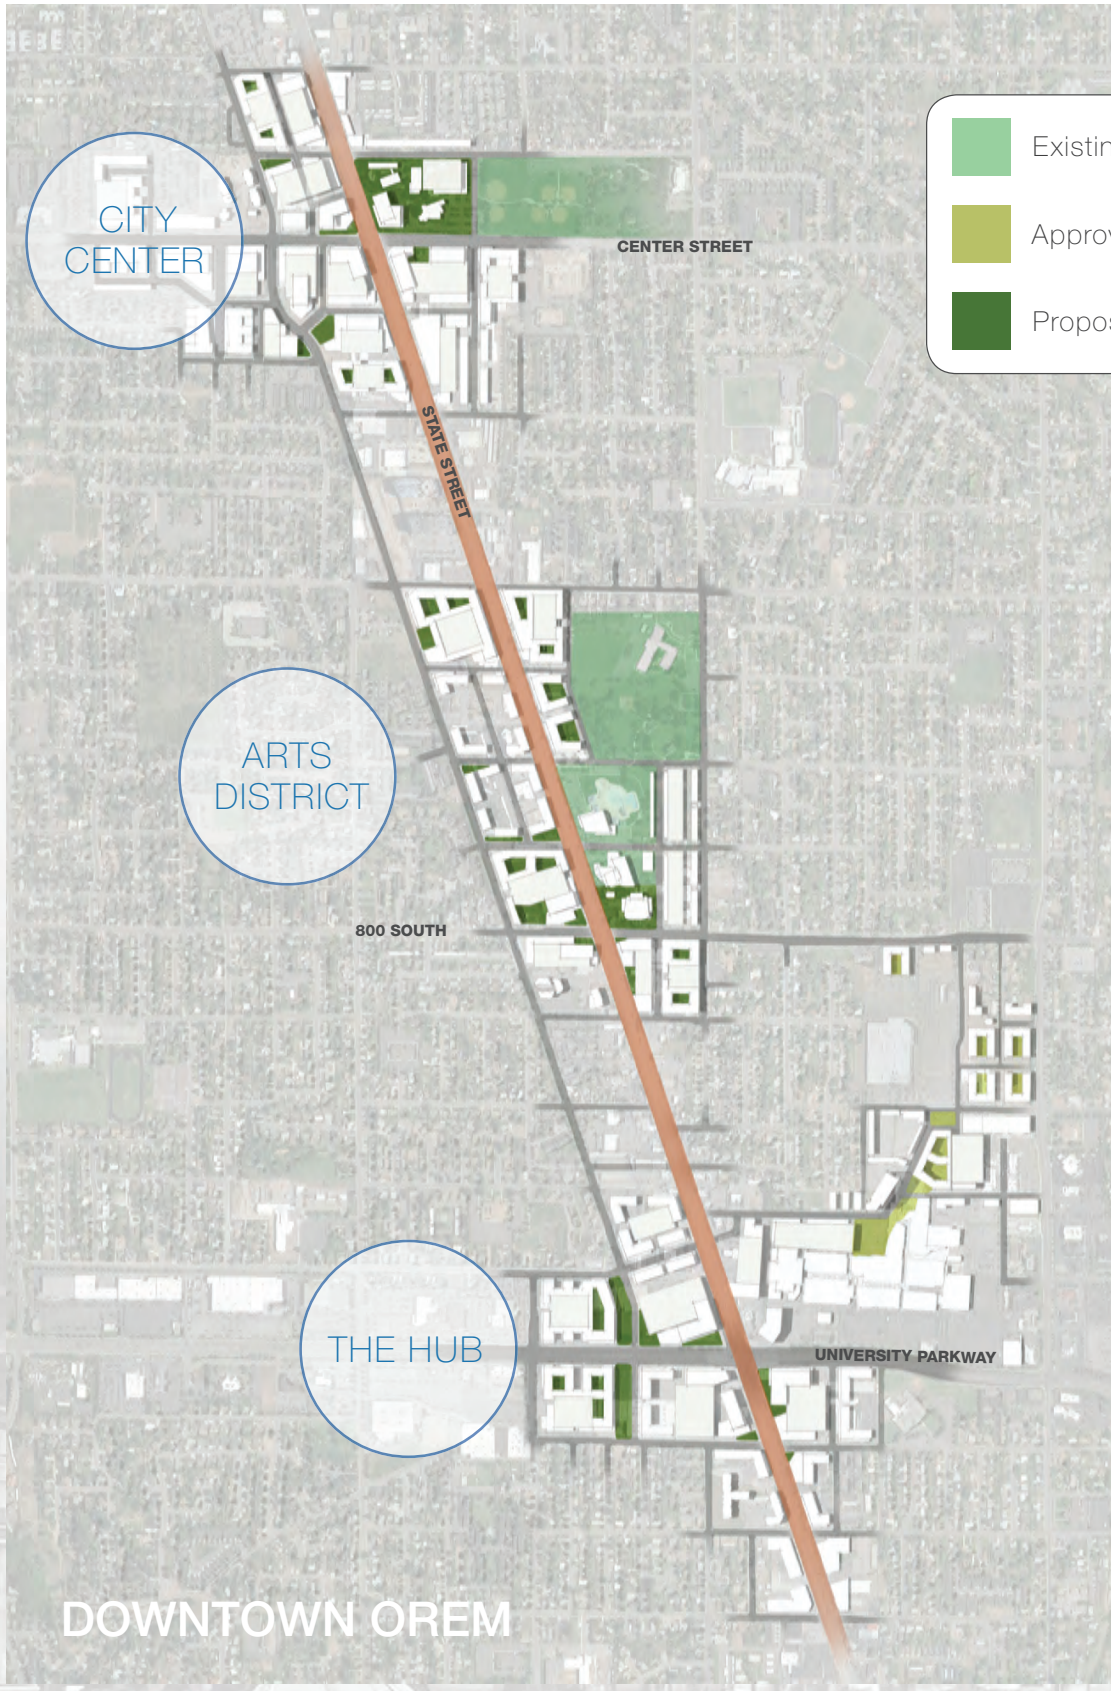 CITY
CENTER
Existin
Approv
Propos
CENTER STREET
STATE STREET
ARTS
DISTRICT
800 SOUTH
THE HUB
UNIVERSITY PARKWAY
DOWNTOWN OREM